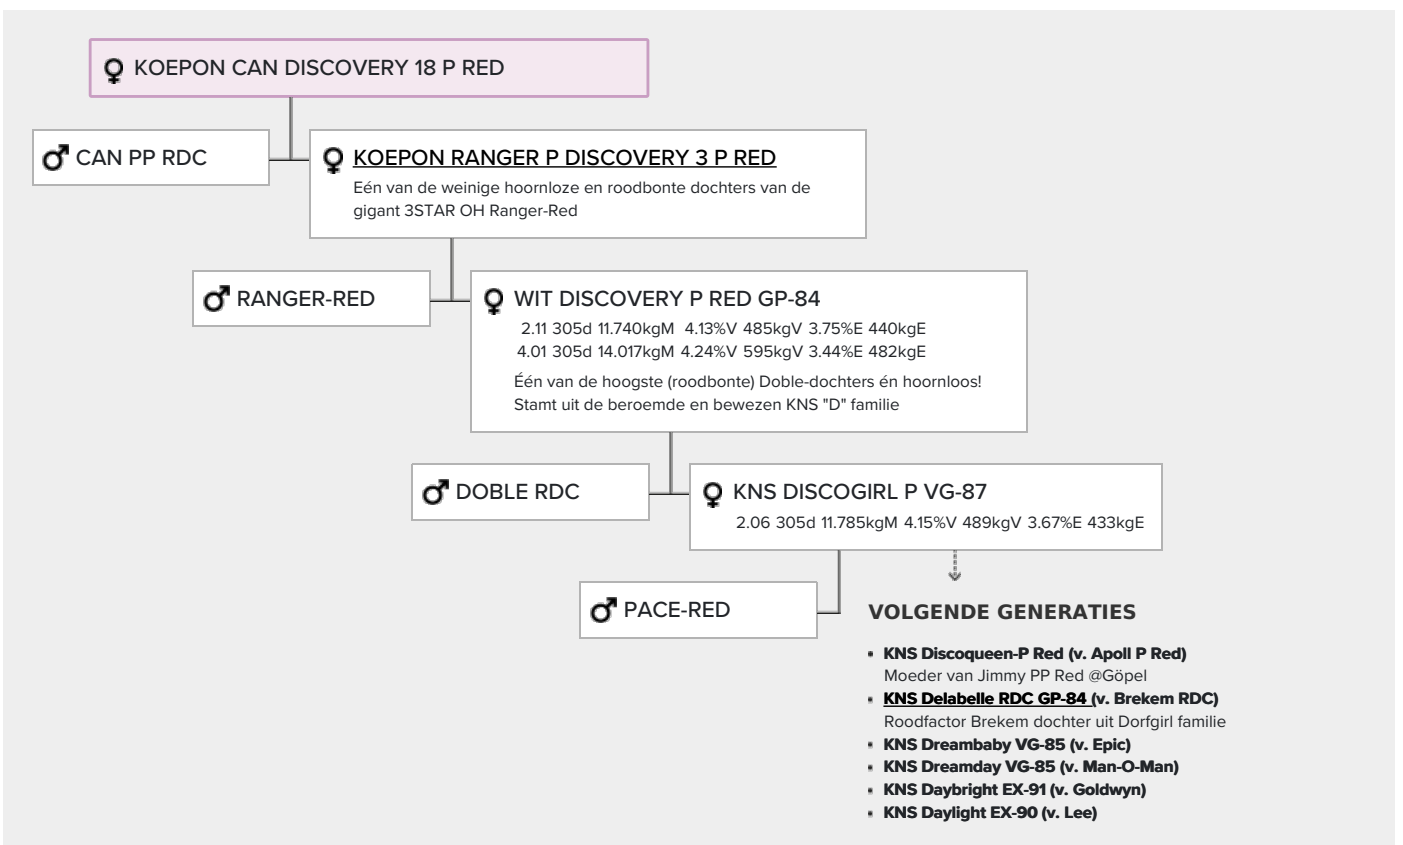 KOEPON CAN DISCOVERY 18 P RED
CAN PP RDC
KOEPON RANGER P DISCOVERY 3 P RED
Eén van de weinige hoornloze en roodbonte dochters van de
gigant 3STAR OH Ranger-Red
RANGER-RED
WIT DISCOVERY P RED GP-84
2.11 305d 11.740kgM 4.13%V 485kgV 3.75%E 440kgE
4.01 305d 14.017kgM 4.24%V 595kgV 3.44%E 482kgE
Één van de hoogste (roodbonte) Doble-dochters én hoornloos!
Stamt uit de beroemde en bewezen KNS "D" familie
DOBLE RDC
KNS DISCOGIRL P VG-87
2.06 305d 11.785kgM 4.15%V 489kgV 3.67%E 433kgE
PACE-RED
VOLGENDE GENERATIES
▪ KNS Discoqueen-P Red (v. Apoll P Red)
Moeder van Jimmy PP Red @Göpel
▪ KNS Delabelle RDC GP-84 (v. Brekem RDC)
Roodfactor Brekem dochter uit Dorfgirl familie
▪ KNS Dreambaby VG-85 (v. Epic)
▪ KNS Dreamday VG-85 (v. Man-O-Man)
▪ KNS Daybright EX-91 (v. Goldwyn)
▪ KNS Daylight EX-90 (v. Lee)